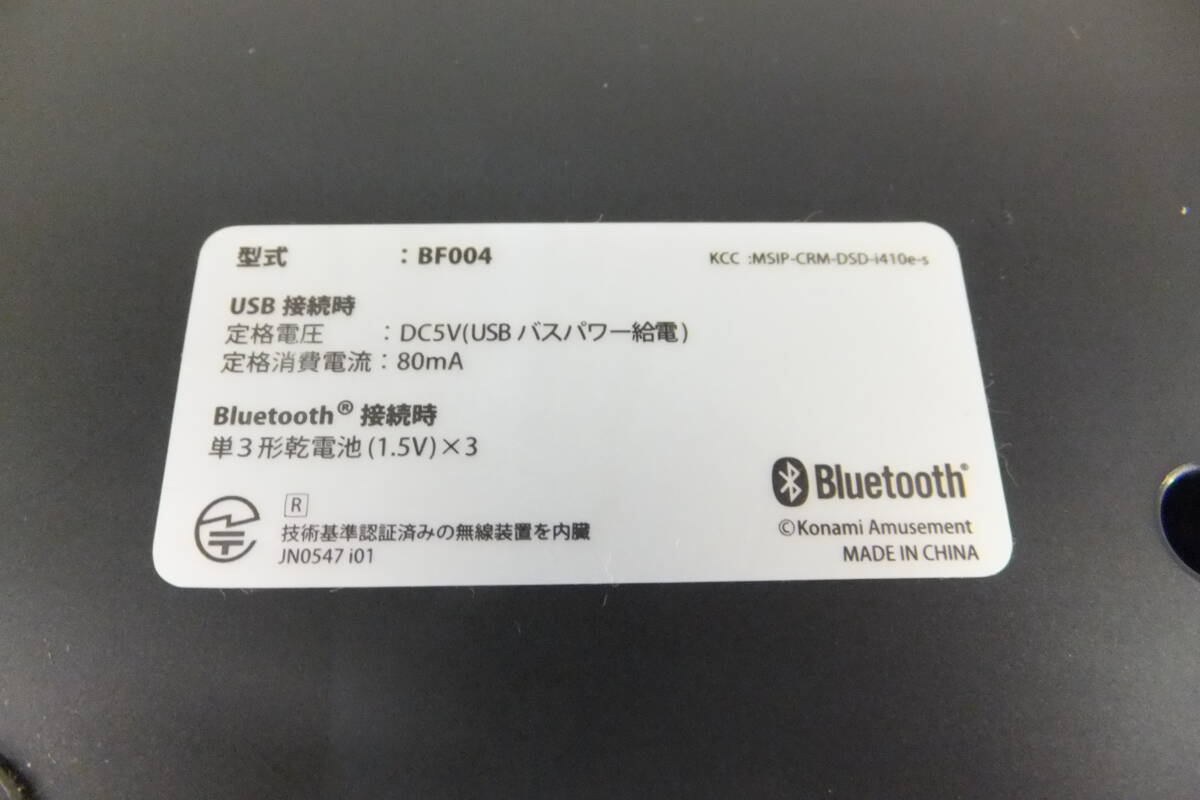 型式 : BF004
KCC :MSIP-CRM-DSD-i410e-s
USB 接続時
定格電圧 : DC5V(USB バスパワー給電)
定格消費電流 : 80mA
Bluetooth® 接続時
単3形乾電池 (1.5V)×3
R
技術基準認証済みの無線装置を内臓
JN0547 i01
Bluetooth®
©Konami Amusement
MADE IN CHINA